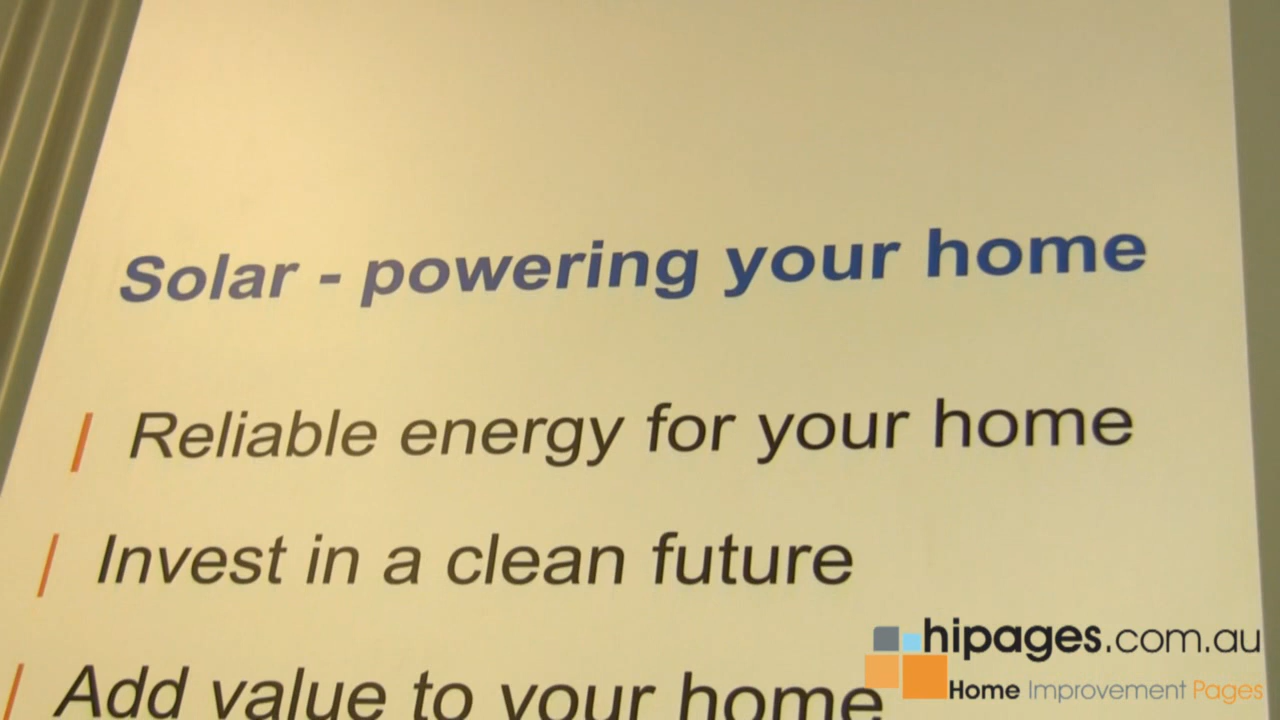 Solar - powering your home
Reliable energy for your home
Invest in a clean future
Add value to your home
hipages.com.au
Home Improvement Pages